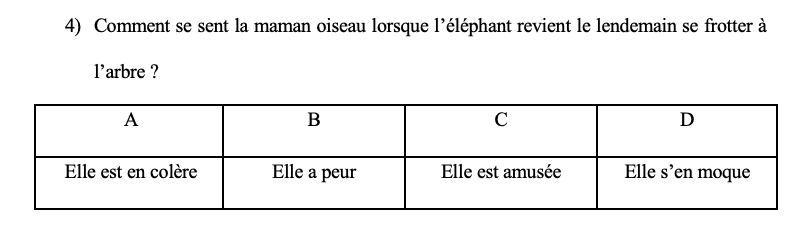 4) Comment se sent la maman oiseau lorsque l’éléphant revient le lendemain se frotter à
l’arbre ?
A B C D
Elle est en colère Elle a peur Elle est amusée Elle s’en moque